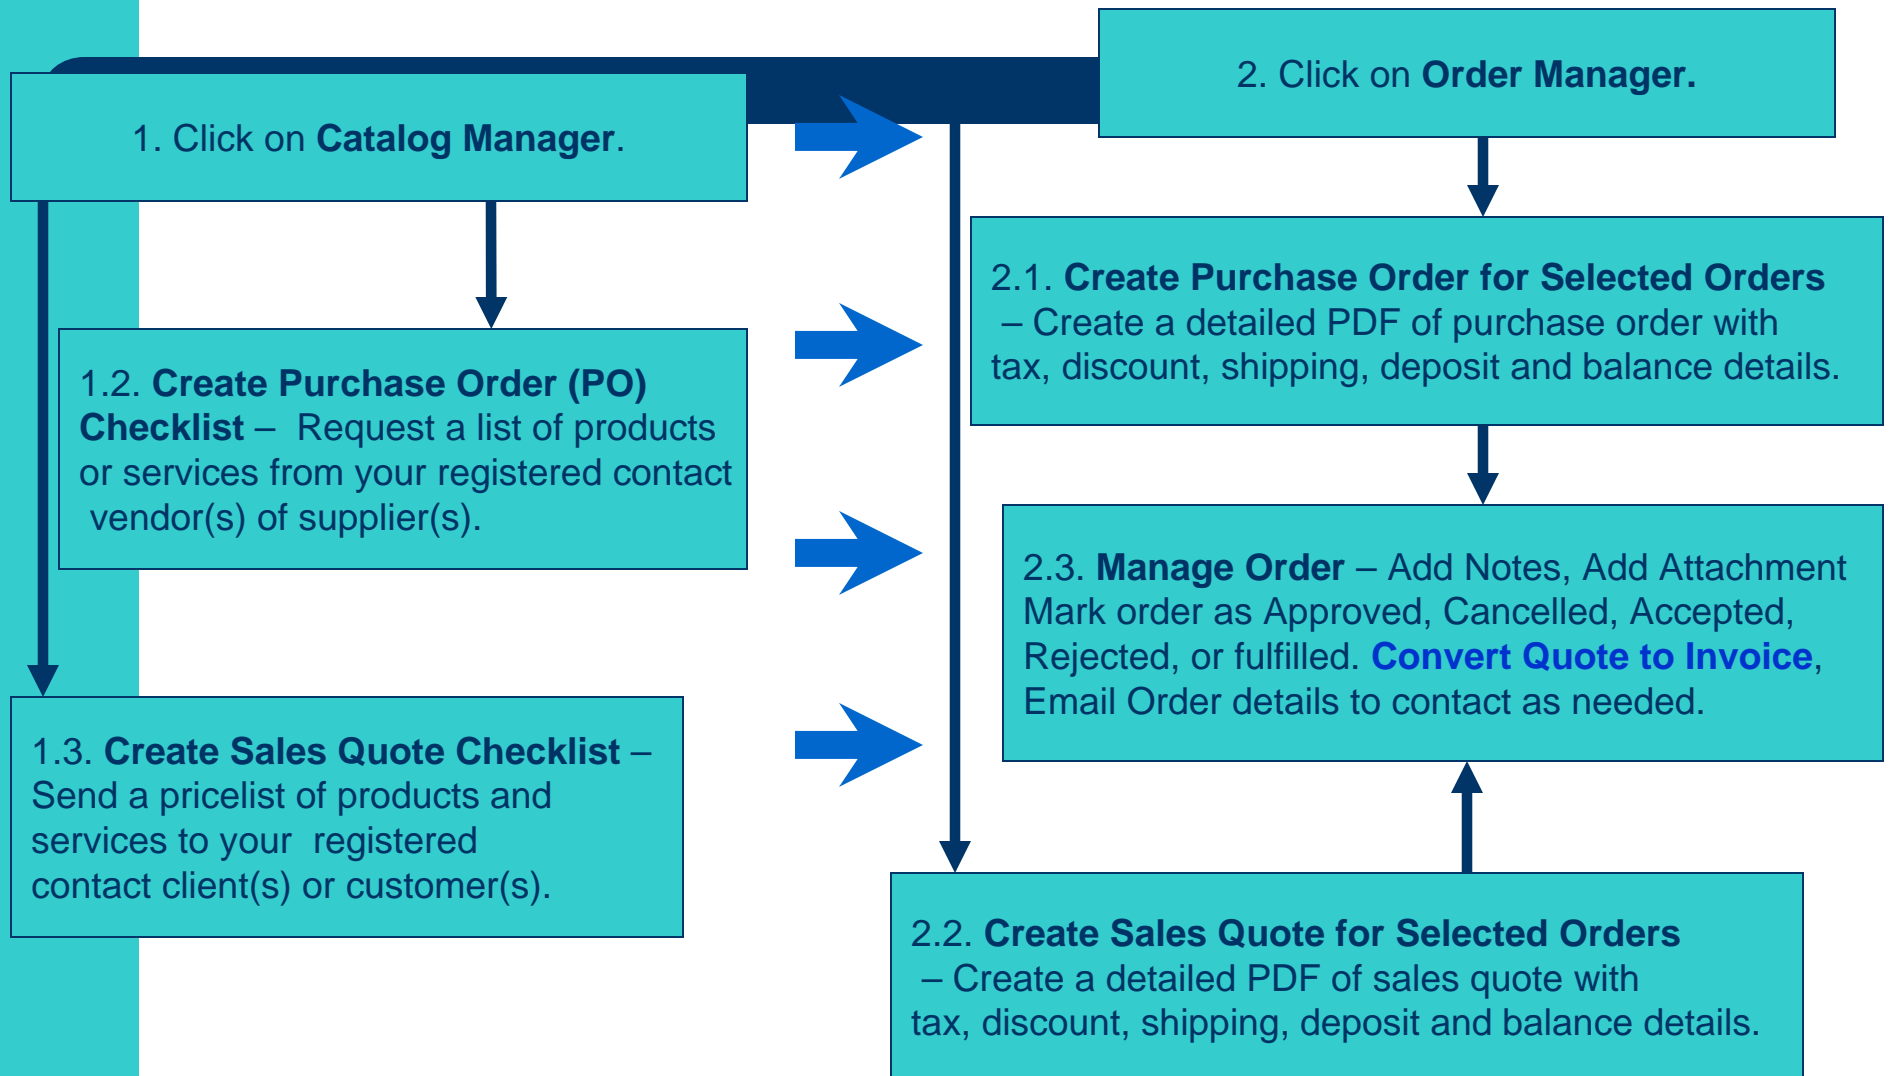 1. Click on Catalog Manager.
1.2. Create Purchase Order (PO)
Checklist – Request a list of products
or services from your registered contact
vendor(s) of supplier(s).
1.3. Create Sales Quote Checklist –
Send a pricelist of products and
services to your registered
contact client(s) or customer(s).
2. Click on Order Manager.
2.1. Create Purchase Order for Selected Orders
– Create a detailed PDF of purchase order with
tax, discount, shipping, deposit and balance details.
2.3. Manage Order – Add Notes, Add Attachment
Mark order as Approved, Cancelled, Accepted,
Rejected, or fulfilled. Convert Quote to Invoice,
Email Order details to contact as needed.
2.2. Create Sales Quote for Selected Orders
– Create a detailed PDF of sales quote with
tax, discount, shipping, deposit and balance details.